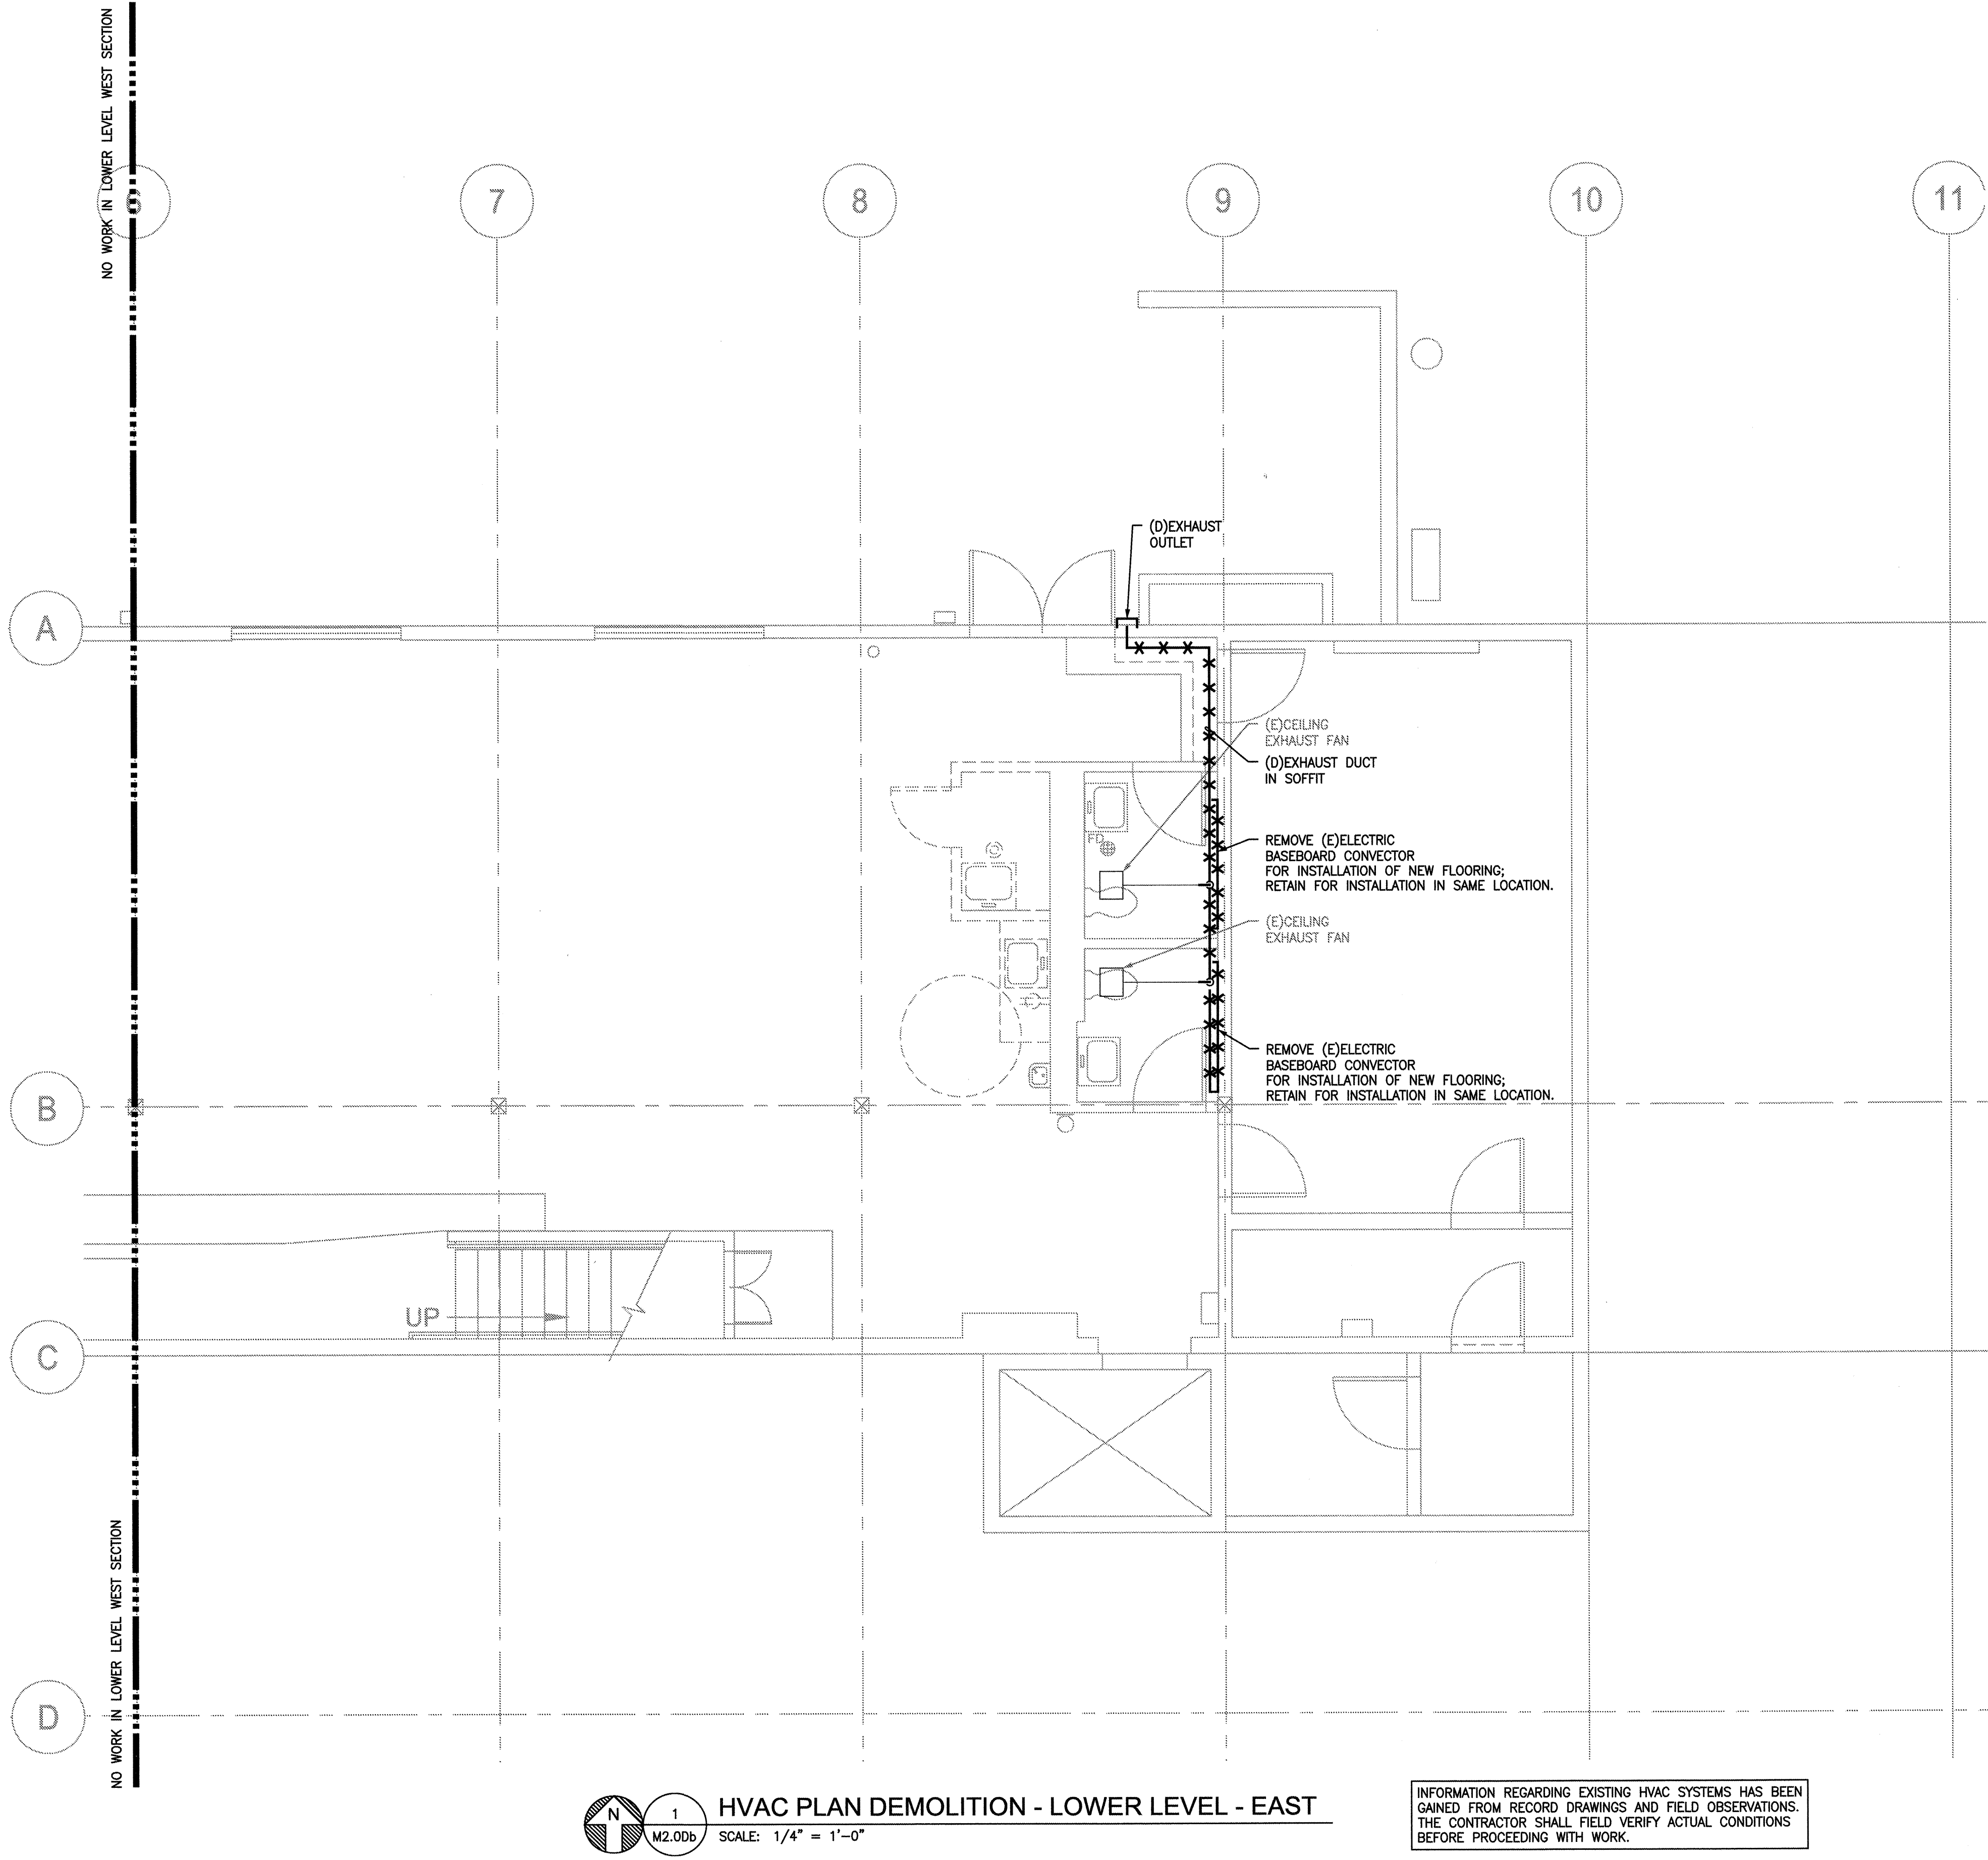 NO WORK IN LOWER LEVEL WEST SECTION
6
7
8
9
10
11
(D)EXHAUST
OUTLET
A
(E)CEILING
EXHAUST FAN
(D)EXHAUST DUCT
IN SOFFIT
FD
REMOVE (E)ELECTRIC
BASEBOARD CONVECTOR
FOR INSTALLATION OF NEW FLOORING;
RETAIN FOR INSTALLATION IN SAME LOCATION.
(E)CEILING
EXHAUST FAN
REMOVE (E)ELECTRIC
BASEBOARD CONVECTOR
FOR INSTALLATION OF NEW FLOORING;
RETAIN FOR INSTALLATION IN SAME LOCATION.
B
UP
C
NO WORK IN LOWER LEVEL WEST SECTION
D
N
1
M2.0Db
HVAC PLAN DEMOLITION - LOWER LEVEL - EAST
SCALE: 1/4" = 1'-0"
INFORMATION REGARDING EXISTING HVAC SYSTEMS HAS BEEN
GAINED FROM RECORD DRAWINGS AND FIELD OBSERVATIONS.
THE CONTRACTOR SHALL FIELD VERIFY ACTUAL CONDITIONS
BEFORE PROCEEDING WITH WORK.